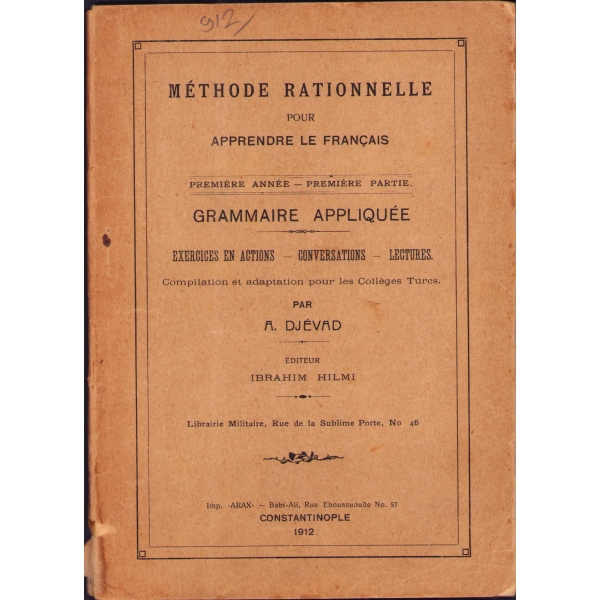 912/
MÉTHODE RATIONNELLE
POUR
APPRENDRE LE FRANÇAIS
PREMIÈRE ANNÉE — PREMIÈRE PARTIE.
GRAMMAIRE APPLIQUÉE
EXERCICES EN ACTIONS — CONVERSATIONS — LECTURES.
Compilation et adaptation pour les Collèges Turcs.
PAR
A. DJÉVAD
ÉDITEUR
IBRAHIM HILMI
Librairie Militaire, Rue de la Sublime Porte, No 46
Imp. -ARAX- — Babi-Ali, Rue Eboussuoude No. 57
CONSTANTINOPLE
1912